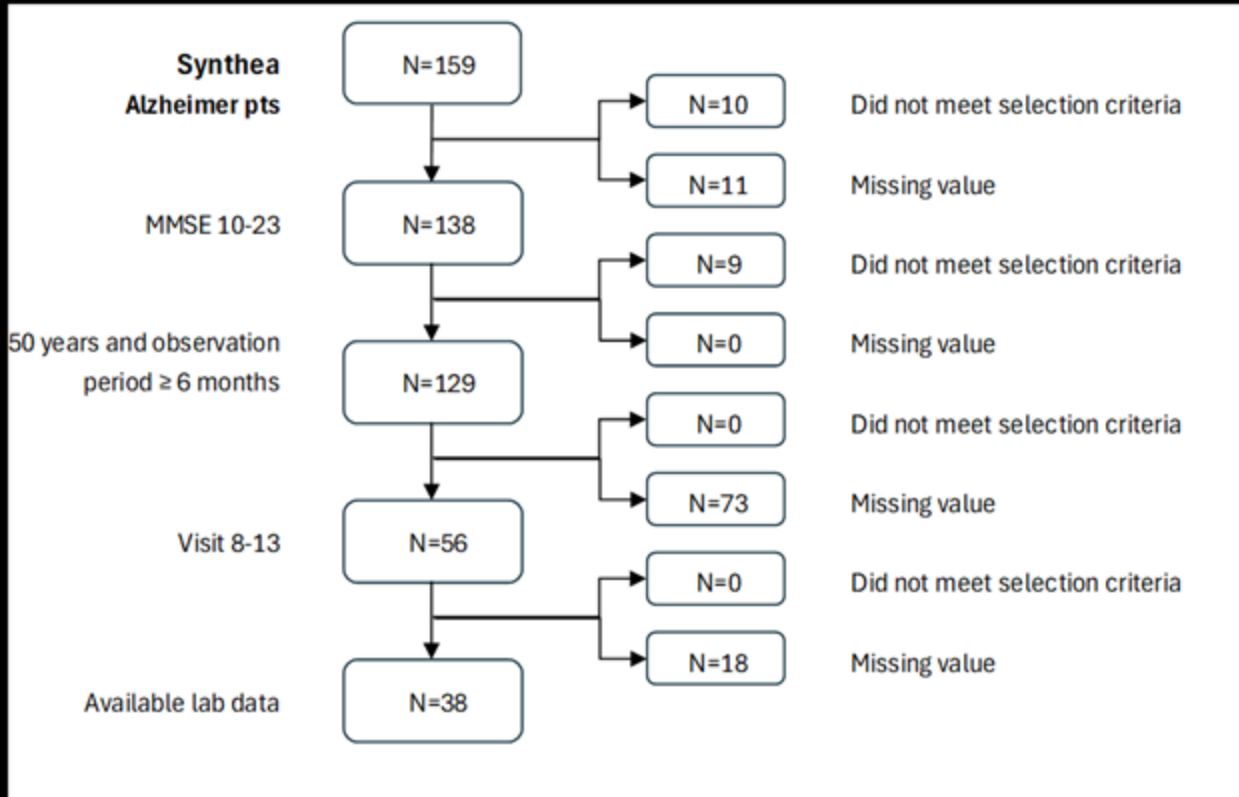 Synthea
Alzheimer pts
N=159
N=10
Did not meet selection criteria
N=11
Missing value
MMSE 10-23
N=138
N=9
Did not meet selection criteria
N=0
Missing value
50 years and observation
period ≥ 6 months
N=129
N=0
Did not meet selection criteria
N=73
Missing value
Visit 8-13
N=56
N=0
Did not meet selection criteria
N=18
Missing value
Available lab data
N=38